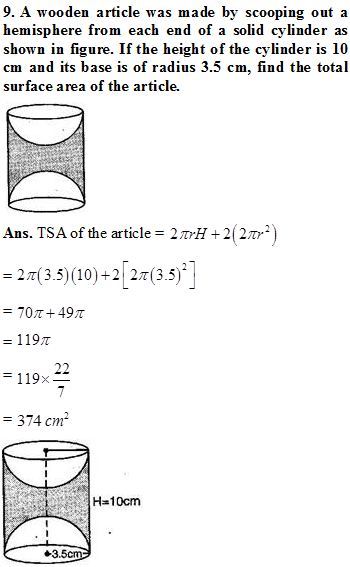 9. A wooden article was made by scooping out a
hemisphere from each end of a solid cylinder as
shown in figure. If the height of the cylinder is 10
cm and its base is of radius 3.5 cm, find the total
surface area of the article.
Ans. TSA of the article = 2πrH + 2(2πr²)
= 2π(3.5)(10) + 2[2π(3.5)²]
= 70π + 49π
= 119π
= 119 × 22/7
= 374 cm²
H=10cm
3.5cm